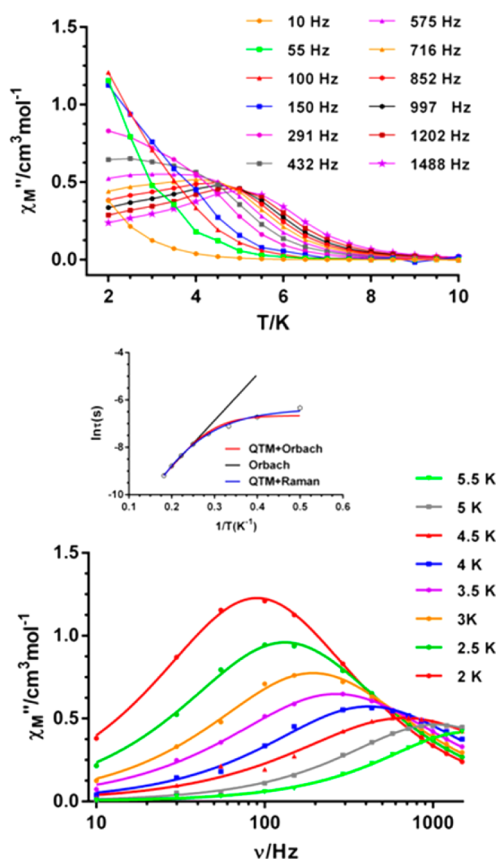 10 Hz 575 Hz
55 Hz 716 Hz
100 Hz 852 Hz
150 Hz 997 Hz
291 Hz 1202 Hz
432 Hz 1488 Hz
χM''/cm³mol⁻¹
1.5
1.0
0.5
0.0
2 4 6 8 10
T/K
lnτ(s)
-4
-6
-8
-10
QTM+Orbach
Orbach
QTM+Raman
0.1 0.2 0.3 0.4 0.5 0.6
1/T(K⁻¹)
5.5 K
5 K
4.5 K
4 K
3.5 K
3K
2.5 K
2 K
χM''/cm³mol⁻¹
1.5
1.0
0.5
0.0
10 100 1000
ν/Hz